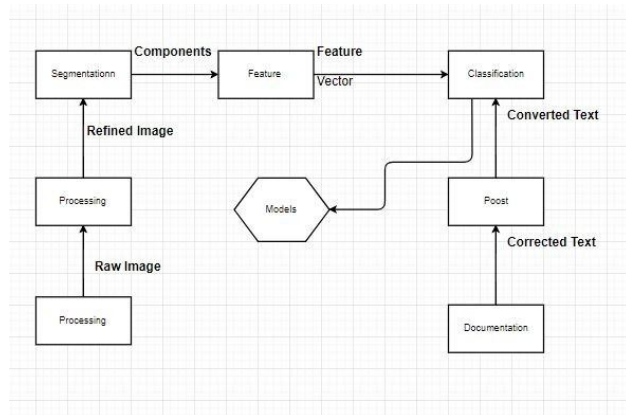 Components
Feature
Segmentationn
Feature
Classification
Vector
Converted Text
Refined Image
Processing
Models
Poost
Corrected Text
Raw Image
Processing
Documentation